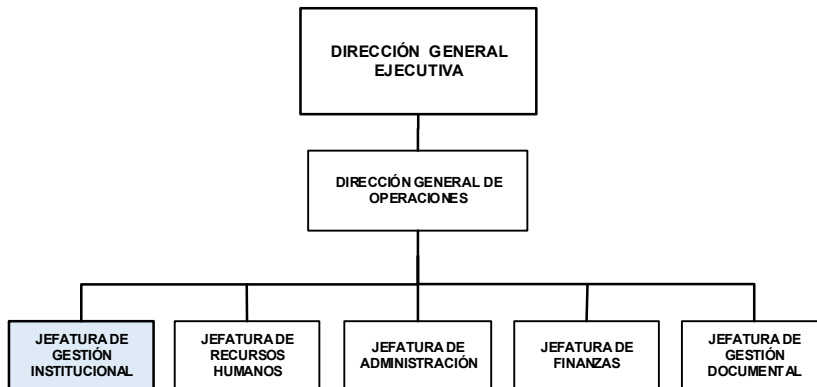 DIRECCIÓN GENERAL
EJECUTIVA
DIRECCIÓN GENERAL DE
OPERACIONES
JEFATURA DE
GESTIÓN
INSTITUCIONAL
JEFATURA DE
RECURSOS
HUMANOS
JEFATURA DE
ADMINISTRACIÓN
JEFATURA DE
FINANZAS
JEFATURA DE
GESTIÓN
DOCUMENTAL